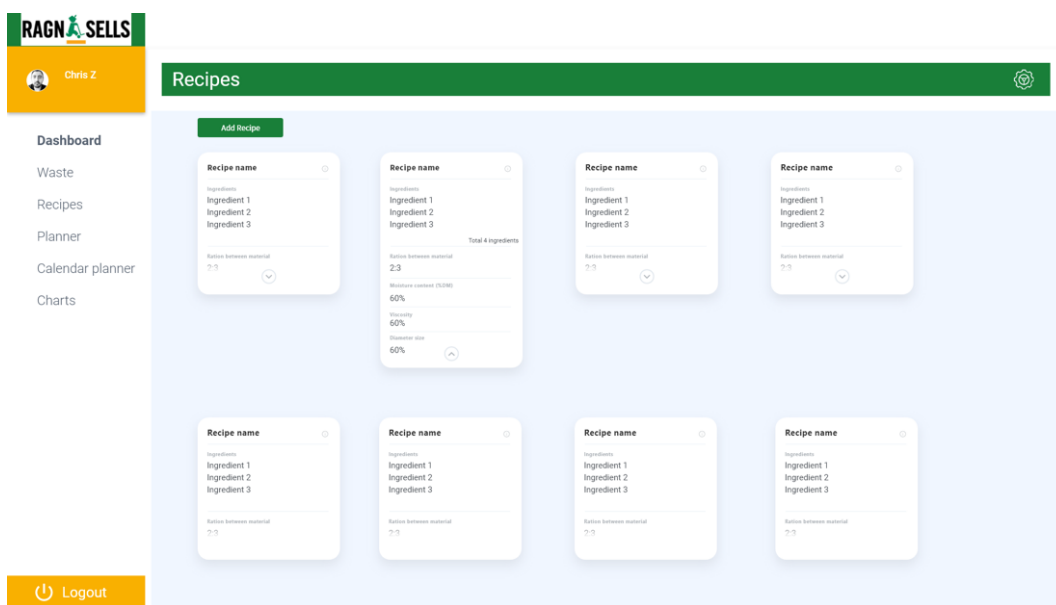 RAGN SELLS
Chris Z
Dashboard
Waste
Recipes
Planner
Calendar planner
Charts
Logout
Recipes
Add Recipe
Recipe name
Ingredients
Ingredient 1
Ingredient 2
Ingredient 3
Ration between material
2:3
Recipe name
Ingredients
Ingredient 1
Ingredient 2
Ingredient 3
Total 4 ingredients
Ration between material
2:3
Moisture content (%DM)
60%
Viscosity
60%
Diameter size
60%
Recipe name
Ingredients
Ingredient 1
Ingredient 2
Ingredient 3
Ration between material
2:3
Recipe name
Ingredients
Ingredient 1
Ingredient 2
Ingredient 3
Ration between material
2:3
Recipe name
Ingredients
Ingredient 1
Ingredient 2
Ingredient 3
Ration between material
2:3
Recipe name
Ingredients
Ingredient 1
Ingredient 2
Ingredient 3
Ration between material
2:3
Recipe name
Ingredients
Ingredient 1
Ingredient 2
Ingredient 3
Ration between material
2:3
Recipe name
Ingredients
Ingredient 1
Ingredient 2
Ingredient 3
Ration between material
2:3